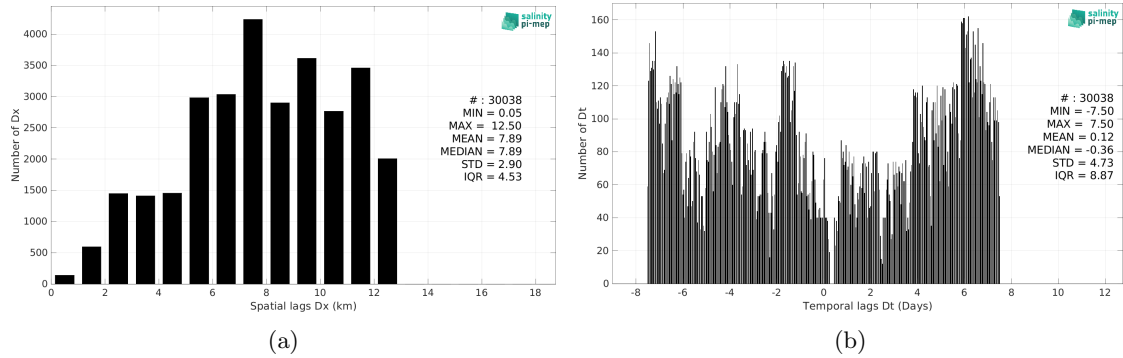 4000
3500
3000
2500
2000
1500
1000
500
0
Number of Dx
0 2 4 6 8 10 12 14 16 18
Spatial lags Dx (km)
salinity
pi-mep
# : 30038
MIN = 0.05
MAX = 12.50
MEAN = 7.89
MEDIAN = 7.89
STD = 2.90
IQR = 4.53
(a)
160
140
120
100
80
60
40
20
0
Number of Dt
-8 -6 -4 -2 0 2 4 6 8 10 12
Temporal lags Dt (Days)
salinity
pi-mep
# : 30038
MIN = -7.50
MAX = 7.50
MEAN = 0.12
MEDIAN = -0.36
STD = 4.73
IQR = 8.87
(b)